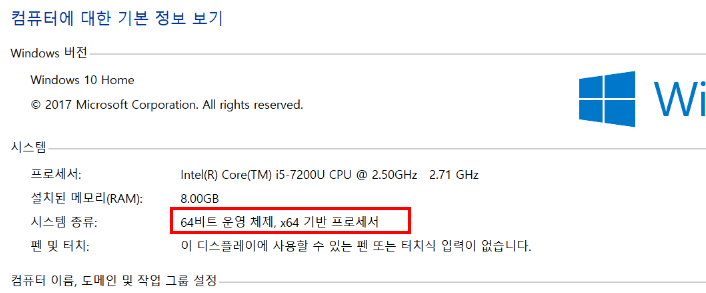 컴퓨터에 대한 기본 정보 보기
Windows 버전
Windows 10 Home
© 2017 Microsoft Corporation. All rights reserved.
Wi
시스템
프로세서: Intel(R) Core(TM) i5-7200U CPU @ 2.50GHz 2.71 GHz
설치된 메모리(RAM): 8.00GB
시스템 종류: 64비트 운영 체제, x64 기반 프로세서
펜 및 터치: 이 디스플레이에 사용할 수 있는 펜 또는 터치식 입력이 없습니다.
컴퓨터 이름, 도메인 및 작업 그룹 설정